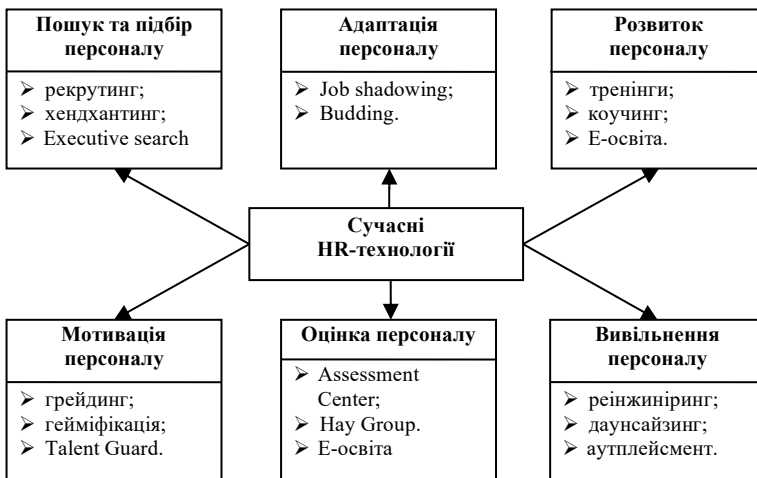 Пошук та підбір
персоналу
➢ рекрутинг;
➢ хендхантинг;
➢ Executive search
Адаптація
персоналу
➢ Job shadowing;
➢ Budding.
Розвиток
персоналу
➢ тренінги;
➢ коучинг;
➢ Е-освіта.
Сучасні
HR-технології
Мотивація
персоналу
➢ грейдинг;
➢ гейміфікація;
➢ Talent Guard.
Оцінка персоналу
➢ Assessment
Center;
➢ Hay Group.
➢ Е-освіта
Вивільнення
персоналу
➢ реінжиніринг;
➢ даунсайзинг;
➢ аутплейсмент.